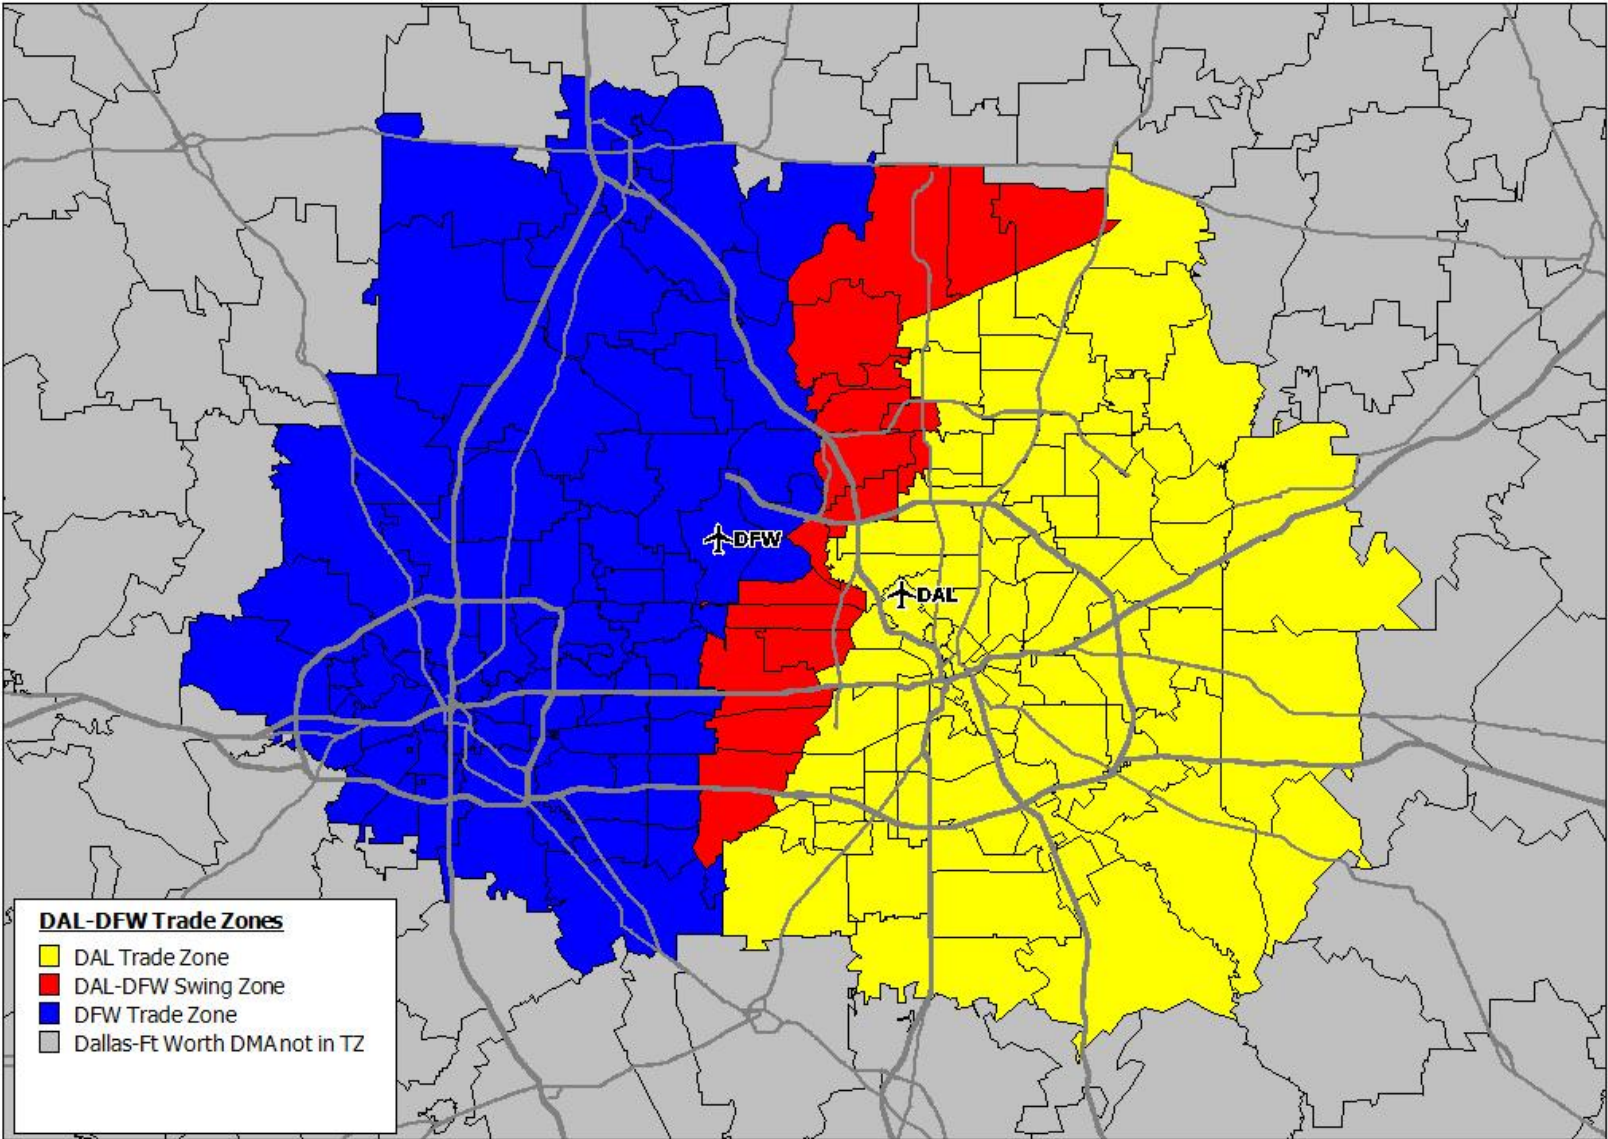 DFW
DAL
DAL-DFW Trade Zones
DAL Trade Zone
DAL-DFW Swing Zone
DFW Trade Zone
Dallas-Ft Worth DMA not in TZ